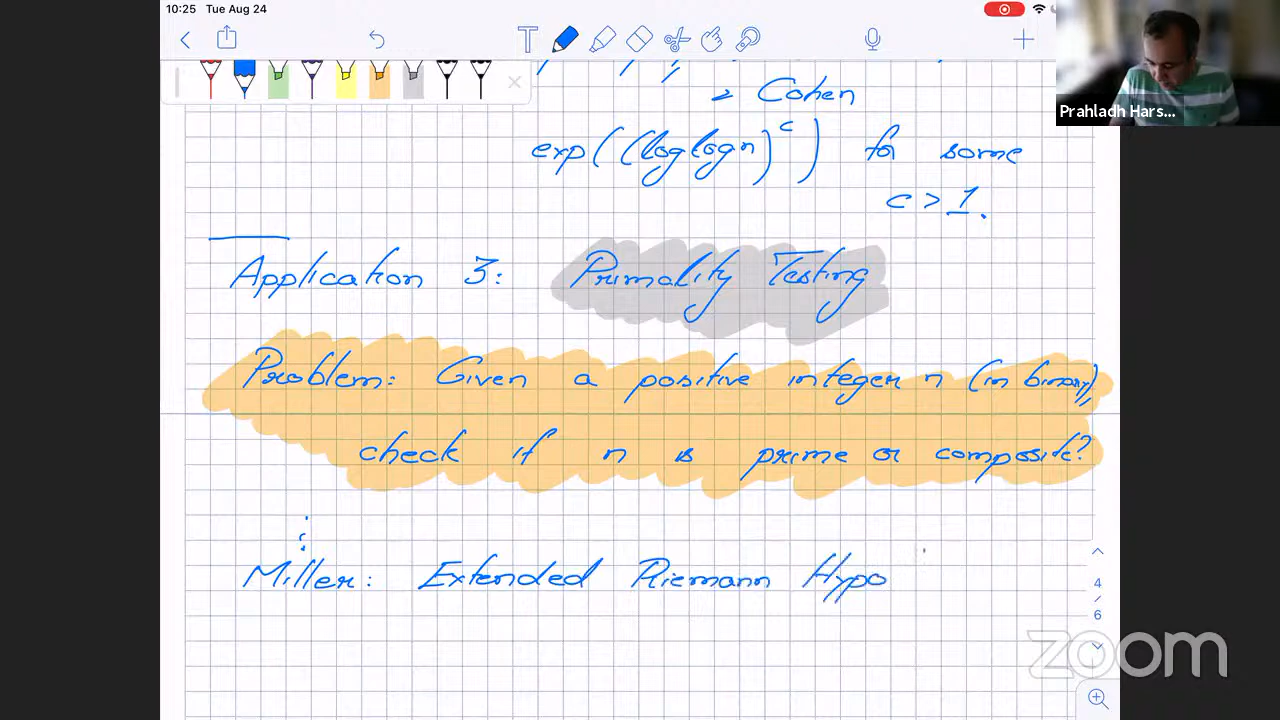 10:25 Tue Aug 24
Cohen
exp((loglogn)^c) for some
c > 1.
Application 3: Primality Testing
Problem: Given a positive integer n (in binary),
check if n is prime or composite?
Miller: Extended Riemann Hypo
4
6
Prahladh Hars...
zoom